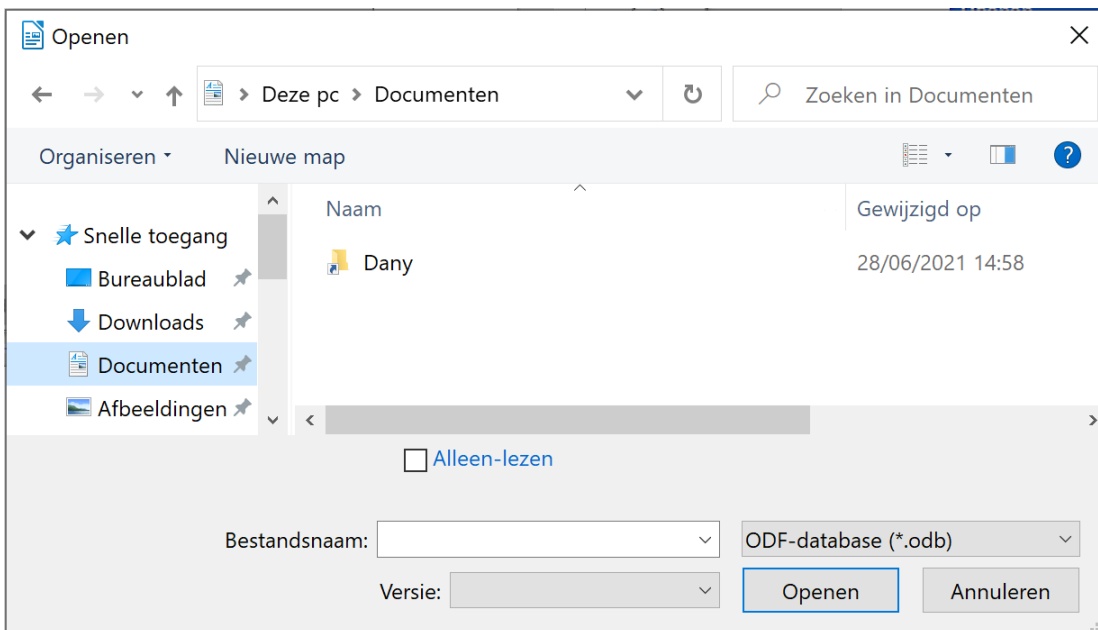 Openen
Deze pc > Documenten
Zoeken in Documenten
Organiseren
Nieuwe map
?
Naam
Gewijzigd op
Snelle toegang
Bureaublad
Downloads
Documenten
Afbeeldingen
Dany
28/06/2021 14:58
Alleen-lezen
Bestandsnaam:
ODF-database (*.odb)
Versie:
Openen
Annuleren